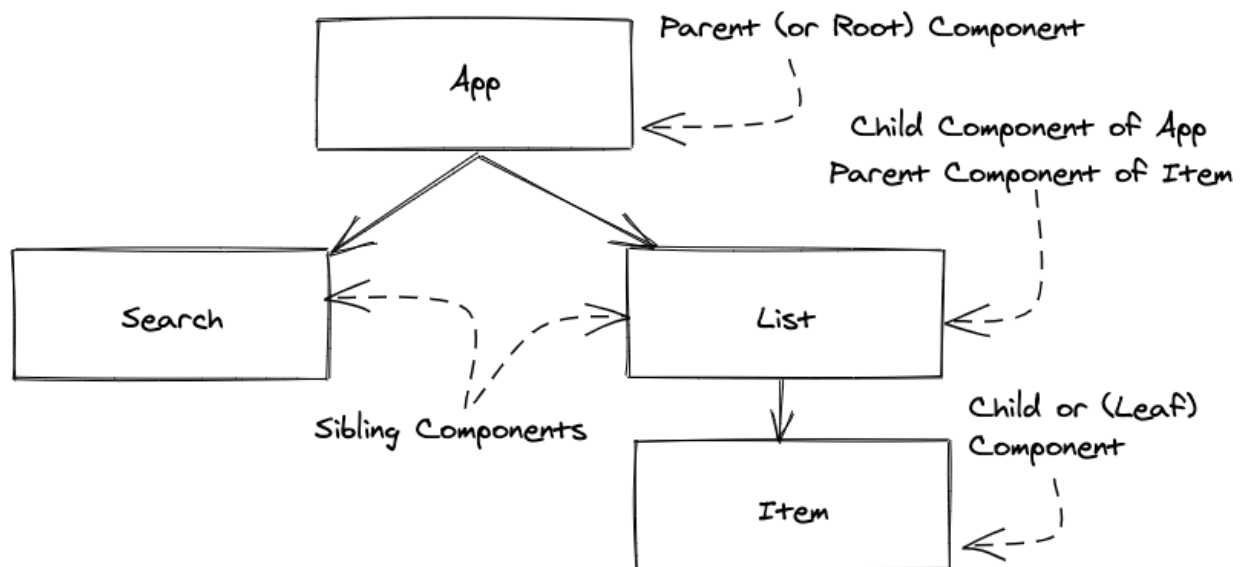 Parent (or Root) Component
App
Child Component of App
Parent Component of Item
Search
List
Sibling Components
Child or (Leaf)
Component
Item